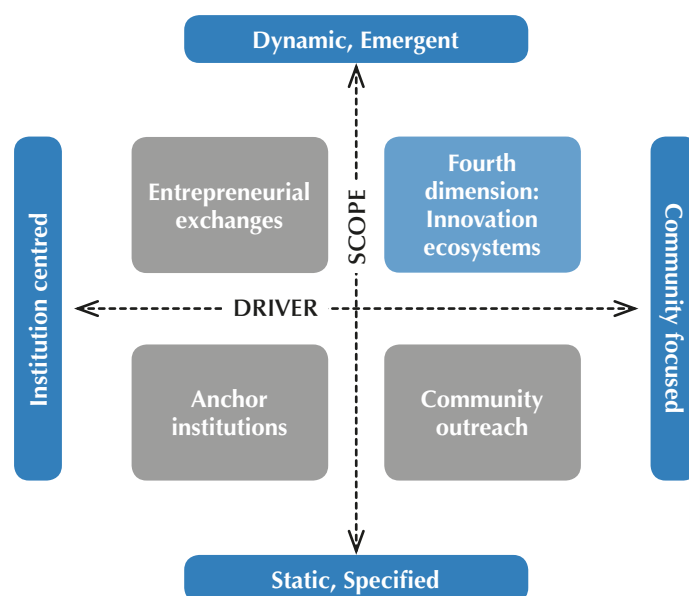 Dynamic, Emergent
Institution centred
Entrepreneurial
exchanges
SCOPE
Fourth
dimension:
Innovation
ecosystems
Community focused
DRIVER
Anchor
institutions
Community
outreach
Static, Specified